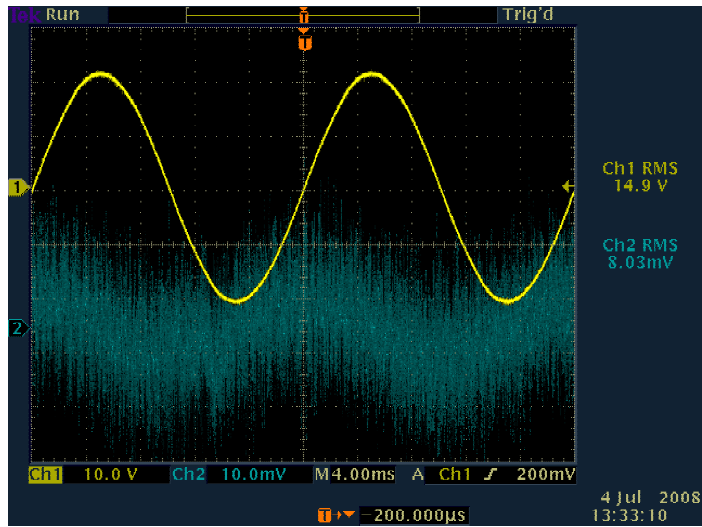 Tek Run Trig'd
T
T
1
Ch1 RMS
14.9 V
Ch2 RMS
8.03mV
2
Ch1 10.0 V Ch2 10.0mV M 4.00ms A Ch1 200mV
T -200.000μs
4 Jul 2008
13:33:10